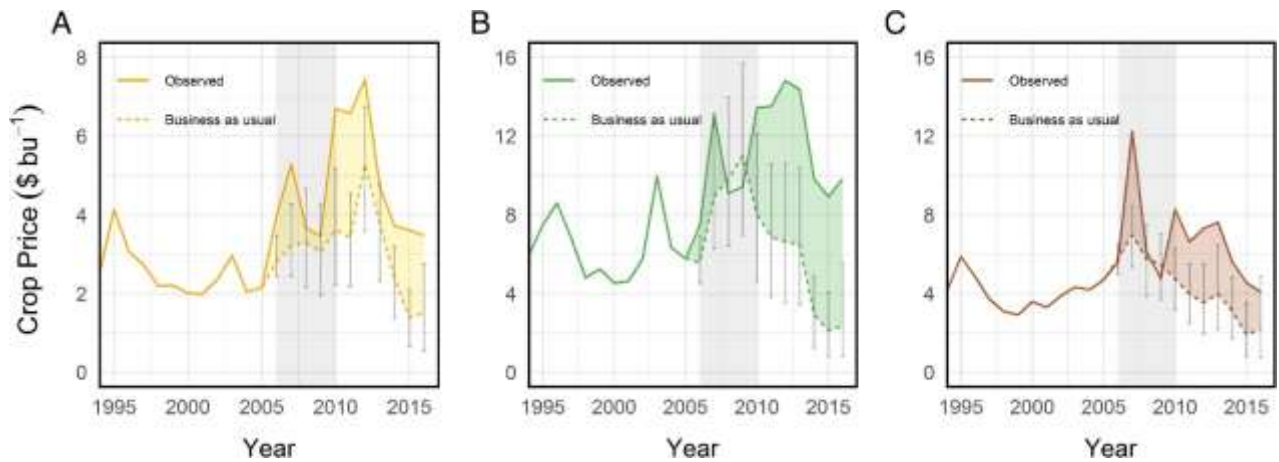 A
B
C
Crop Price ($ bu⁻¹)
8
6
4
2
0
Observed
Business as usual
1995 2000 2005 2010 2015
Year
16
12
8
4
0
Observed
Business as usual
1995 2000 2005 2010 2015
Year
16
12
8
4
0
Observed
Business as usual
1995 2000 2005 2010 2015
Year